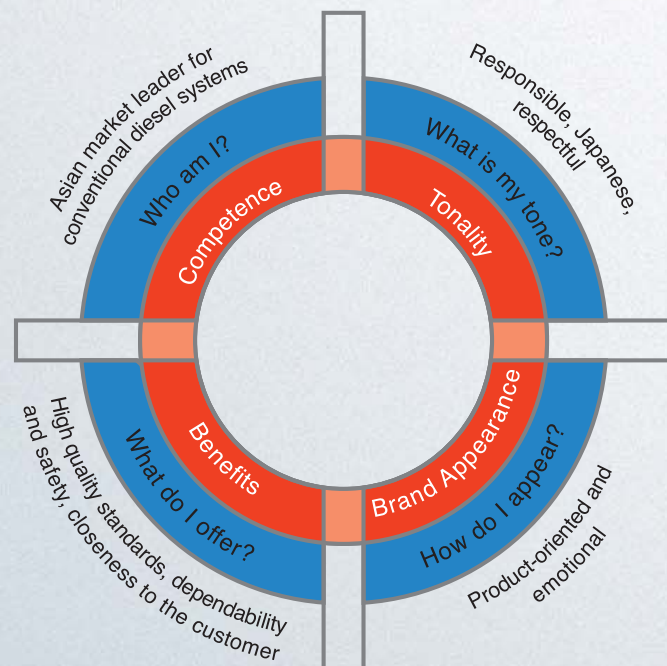 Asian market leader for
conventional diesel systems
Who am I?
Competence
Responsible, Japanese,
respectful
What is my tone?
Tonality
Benefits
What do I offer?
High quality standards, dependability
and safety, closeness to the customer
Brand Appearance
How do I appear?
Product-oriented and
emotional